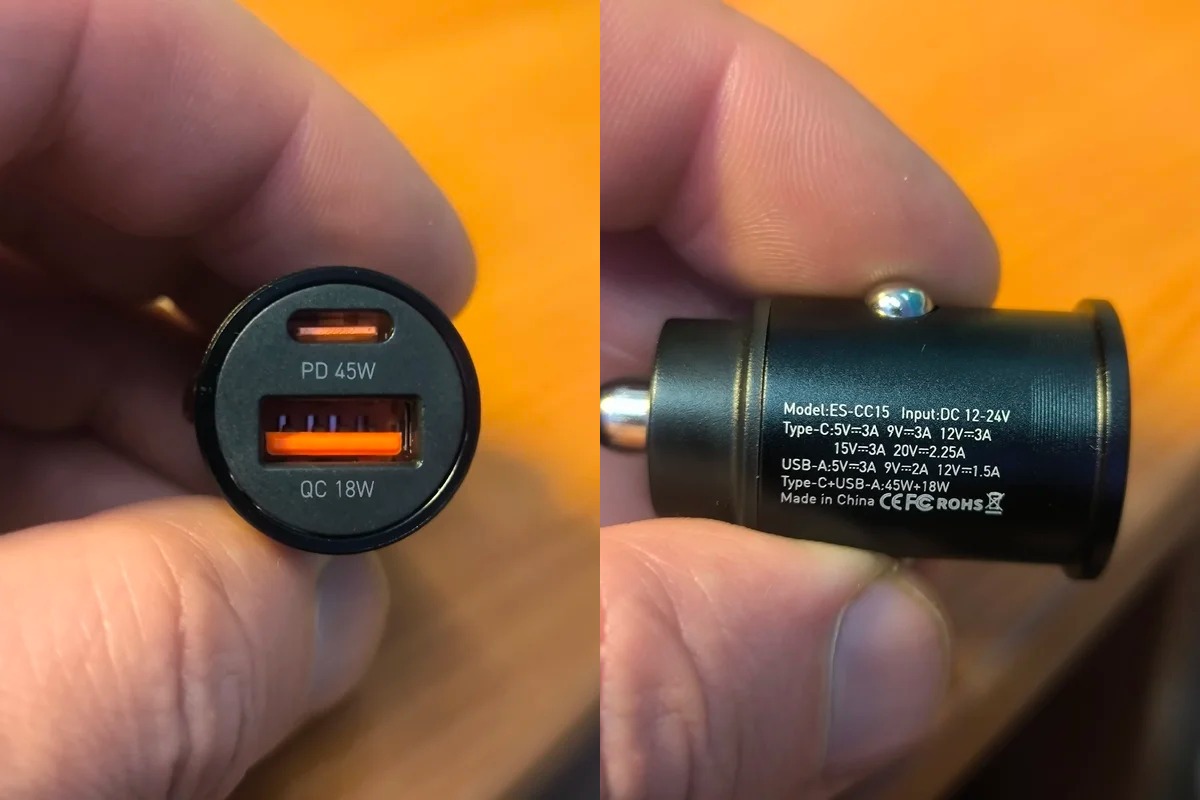 PD 45W
QC 18W
Model:ES-CC15 Input:DC 12-24V
Type-C:5V⎓3A 9V⎓3A 12V⎓3A
15V⎓3A 20V⎓2.25A
USB-A:5V⎓3A 9V⎓2A 12V⎓1.5A
Type-C+USB-A:45W+18W
Made in China CE FC ROHS